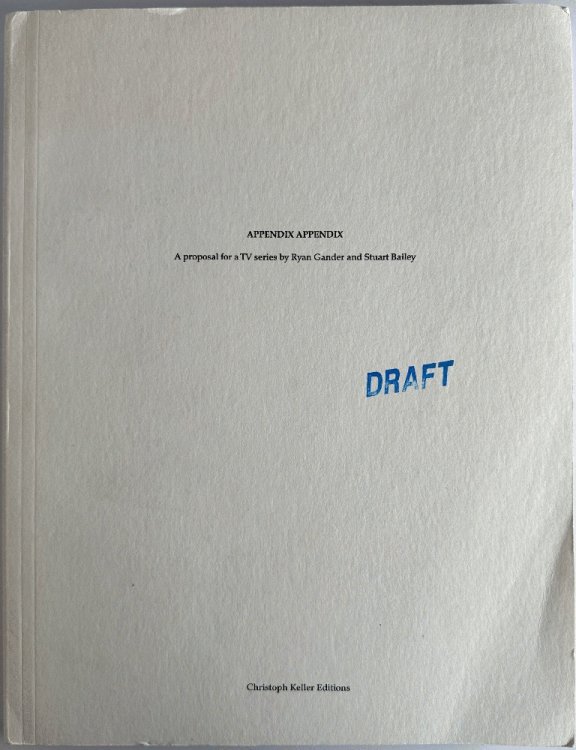 APPENDIX APPENDIX
A proposal for a TV series by Ryan Gander and Stuart Bailey
DRAFT
Christoph Keller Editions